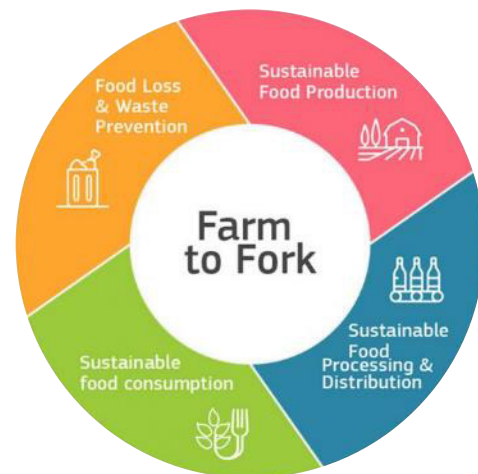 Farm
to Fork
Sustainable
Food Production
Sustainable
Food
Processing &
Distribution
Sustainable
food consumption
Food Loss
& Waste
Prevention